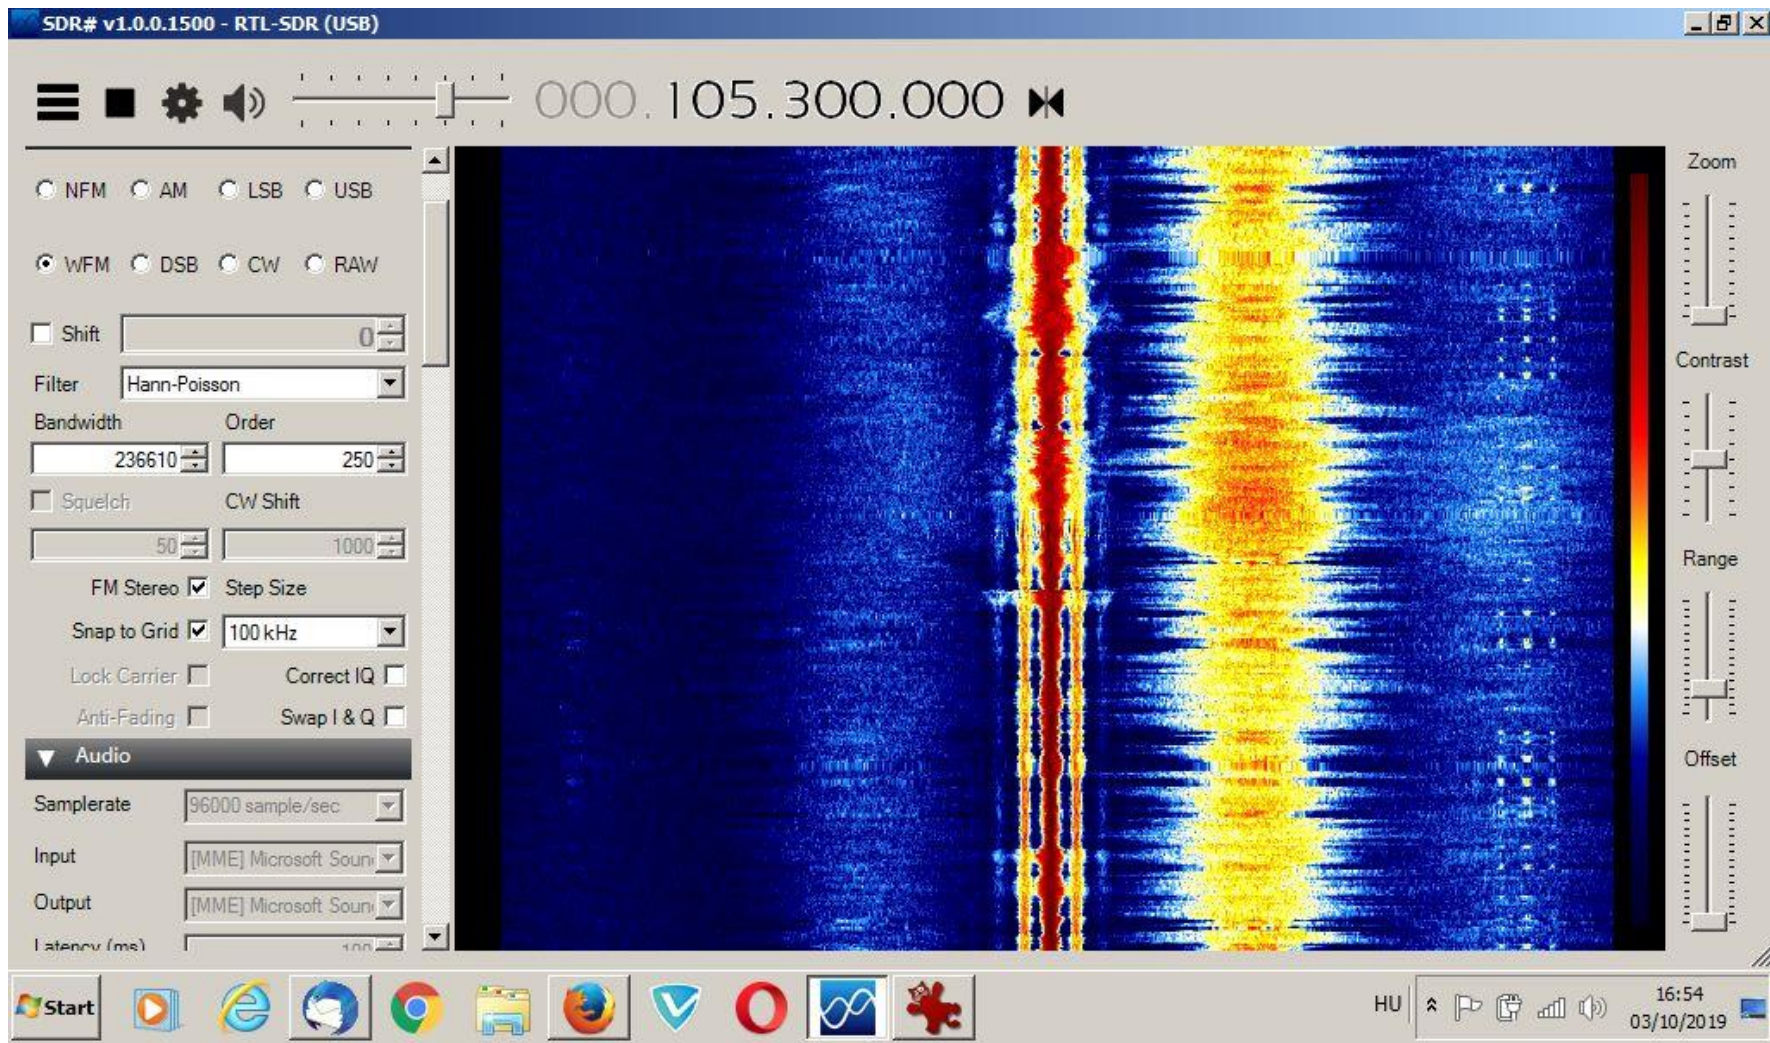 SDR# v1.0.0.1500 - RTL-SDR (USB)
000.105.300.000
NFM AM LSB USB
WFM DSB CW RAW
Shift 0
Filter Hann-Poisson
Bandwidth Order
236610 250
Squelch CW Shift
50 1000
FM Stereo Step Size
Snap to Grid 100 kHz
Lock Carrier Correct IQ
Anti-Fading Swap I & Q
Audio
Samplerate 96000 sample/sec
Input [MME] Microsoft Soun
Output [MME] Microsoft Soun
Latency (ms) 100
Zoom
Contrast
Range
Offset
Start
HU
16:54
03/10/2019